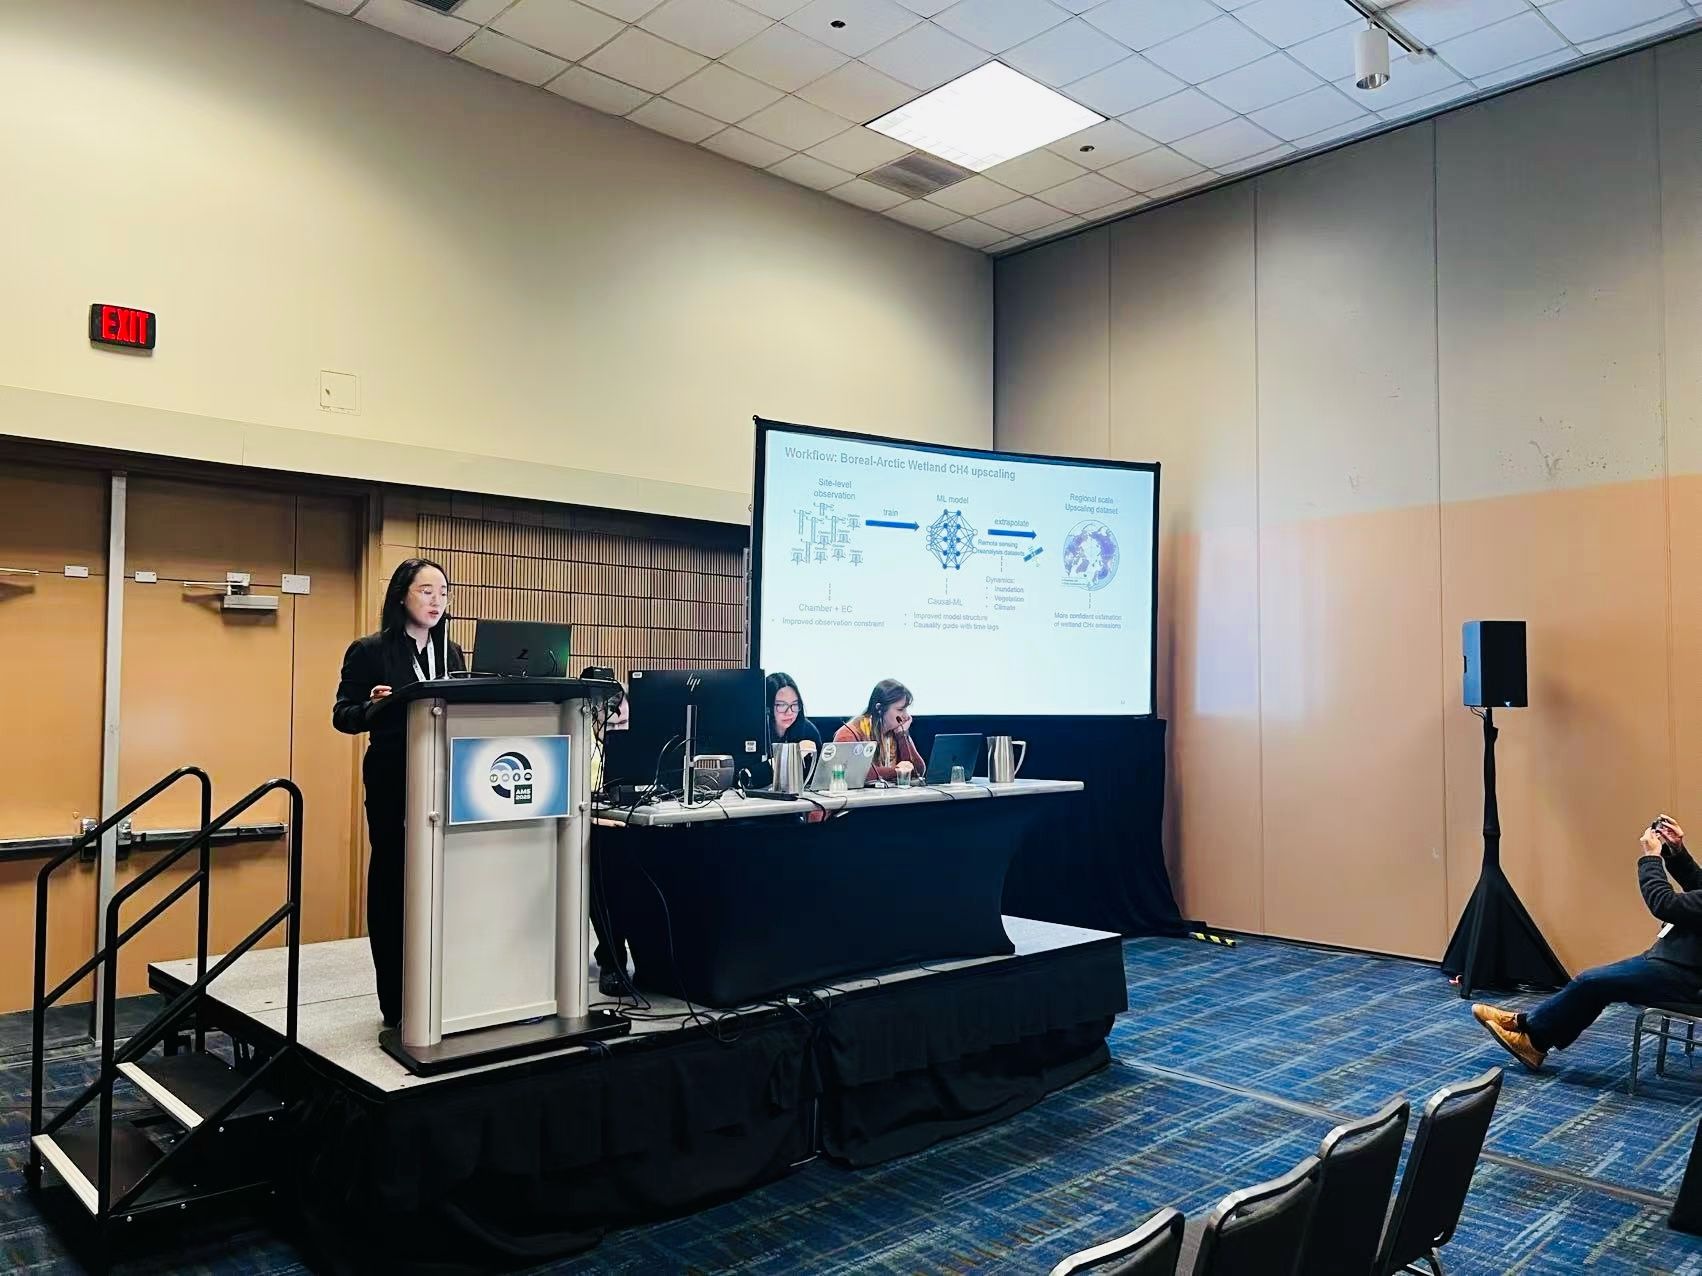 EXIT
Workflow: Boreal-Arctic Wetland CH4 upscaling
Site-level
observation
train
ML model
extrapolate
Regional scale
Upscaling dataset
Remote sensing
reanalysis datasets
Dynamics:
• Inundation
• Vegetation
• Climate
Chamber + EC
• Improved observation constraint
Causal-ML
• Improved model structure
• Causality guide with time lags
More confident estimation
of wetland CH4 emissions
hp
AMS
2025